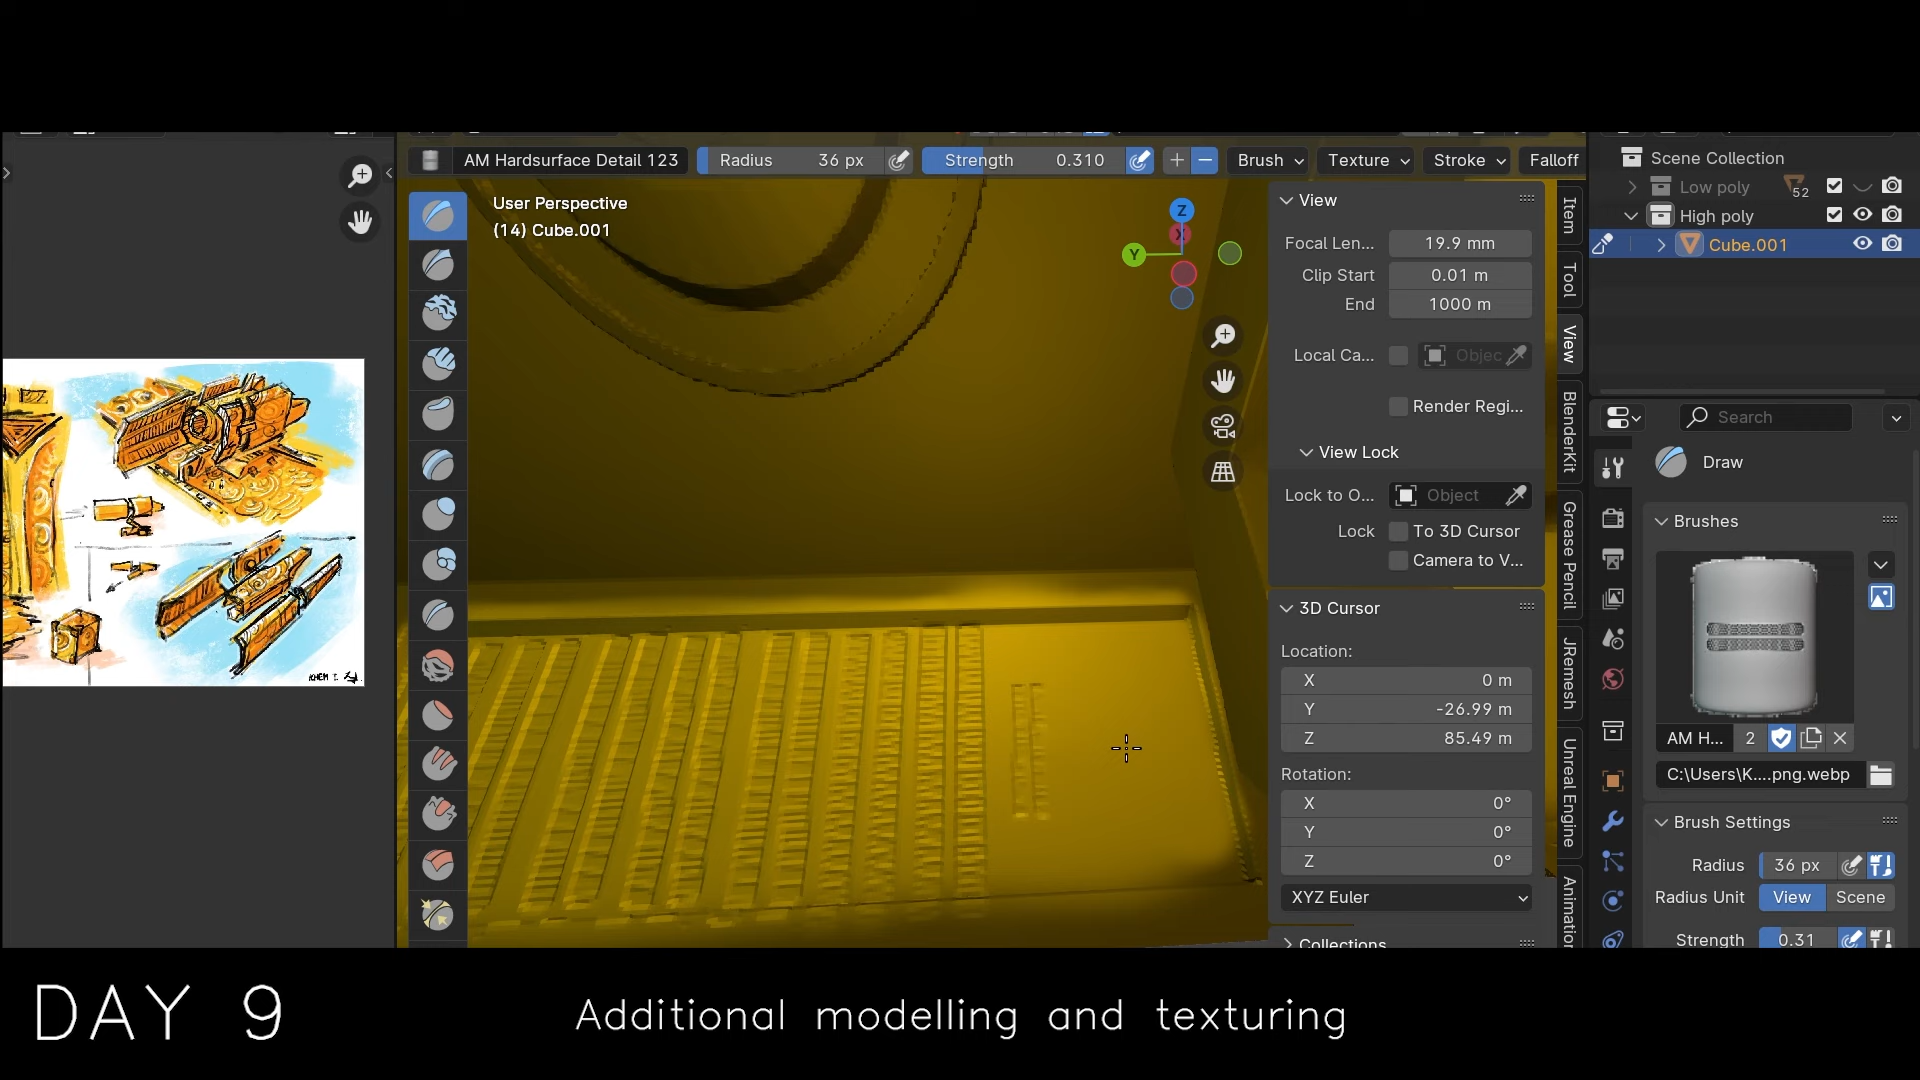 AM Hardsurface Detail 123
Radius 36 px
Strength 0.310
Brush
Texture
Stroke
Falloff
User Perspective
(14) Cube.001
Z
X
Y
View
Focal Len... 19.9 mm
Clip Start 0.01 m
End 1000 m
Local Ca... Objec
Render Regi...
View Lock
Lock to O... Object
Lock To 3D Cursor
Camera to V...
3D Cursor
Location:
X 0 m
Y -26.99 m
Z 85.49 m
Rotation:
X 0°
Y 0°
Z 0°
XYZ Euler
Collections
Item
Tool
View
BlenderKit
Grease Pencil
JRemesh
Unreal Engine
Animation
Scene Collection
Low poly 52
High poly
Cube.001
Search
Draw
Brushes
AM H... 2
C:\Users\K....png.webp
Brush Settings
Radius 36 px
Radius Unit View Scene
Strength 0.31
DAY 9
Additional modelling and texturing